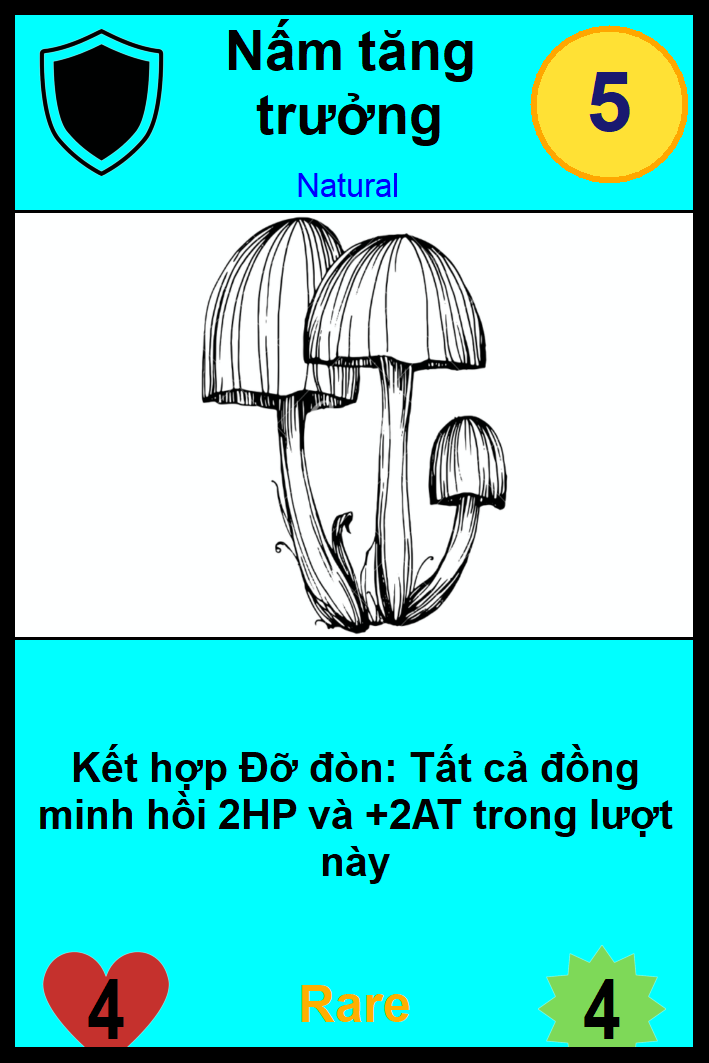 Nấm tăng
trưởng
5
Natural
Kết hợp Đỡ đòn: Tất cả đồng
minh hồi 2HP và +2AT trong lượt
này
4
Rare
4